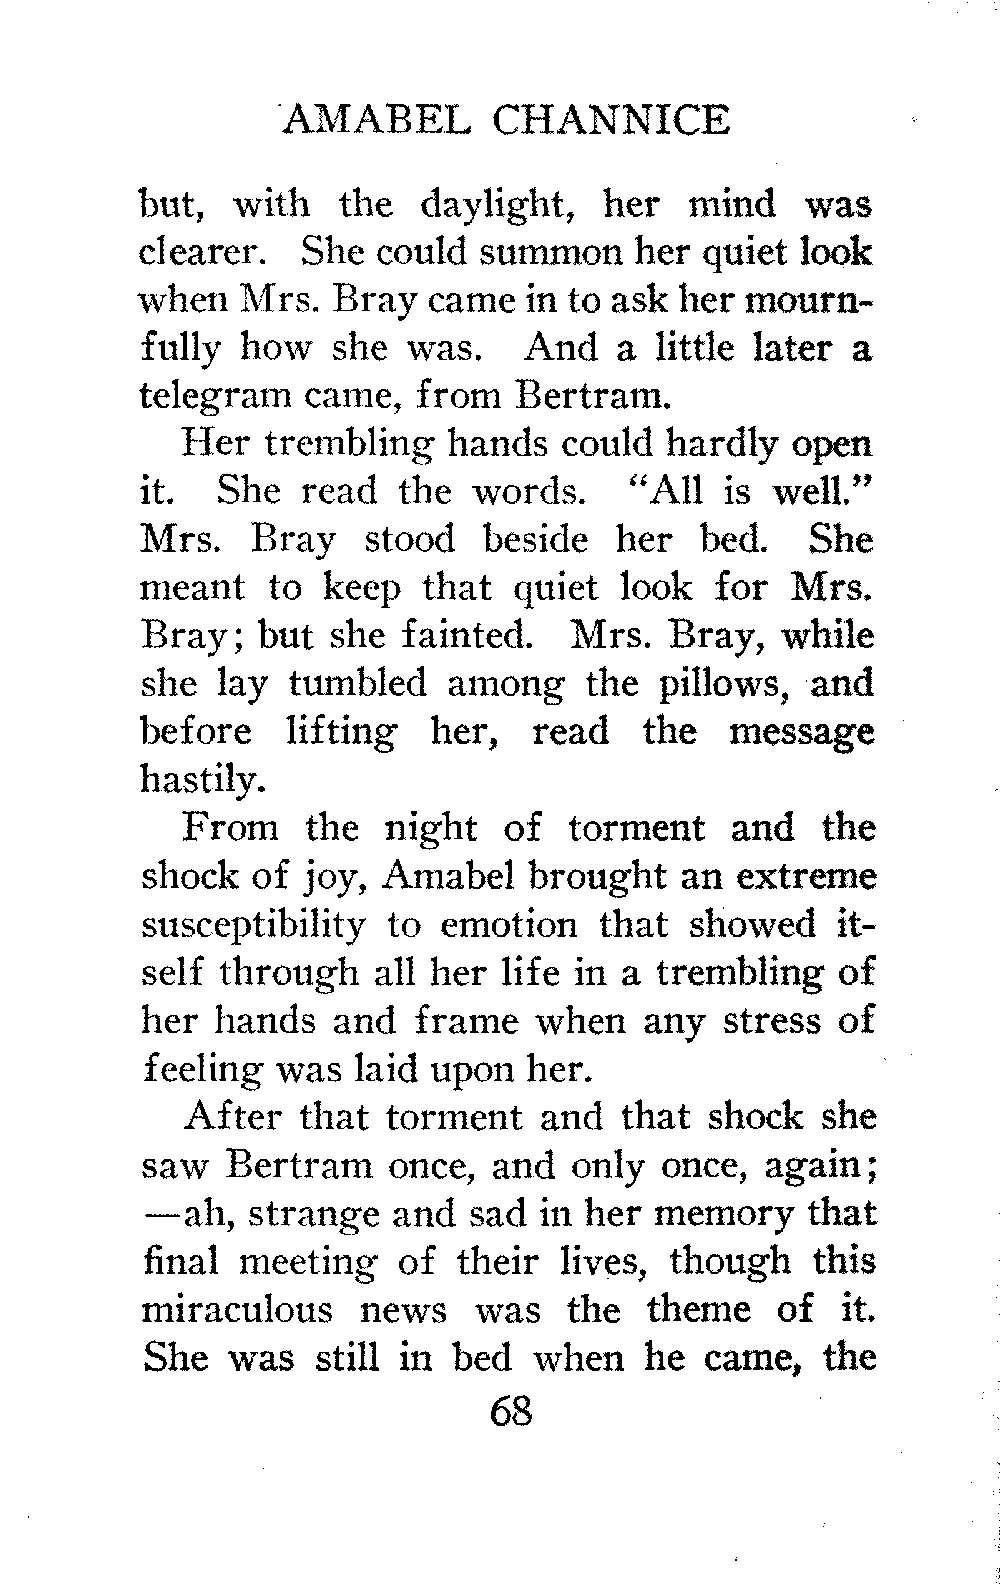 AMABEL CHANNICE
but, with the daylight, her mind was
clearer. She could summon her quiet look
when Mrs. Bray came in to ask her mourn-
fully how she was. And a little later a
telegram came, from Bertram.
Her trembling hands could hardly open
it. She read the words. “All is well.”
Mrs. Bray stood beside her bed. She
meant to keep that quiet look for Mrs.
Bray; but she fainted. Mrs. Bray, while
she lay tumbled among the pillows, and
before lifting her, read the message
hastily.
From the night of torment and the
shock of joy, Amabel brought an extreme
susceptibility to emotion that showed it-
self through all her life in a trembling of
her hands and frame when any stress of
feeling was laid upon her.
After that torment and that shock she
saw Bertram once, and only once, again;
—ah, strange and sad in her memory that
final meeting of their lives, though this
miraculous news was the theme of it.
She was still in bed when he came, the
68